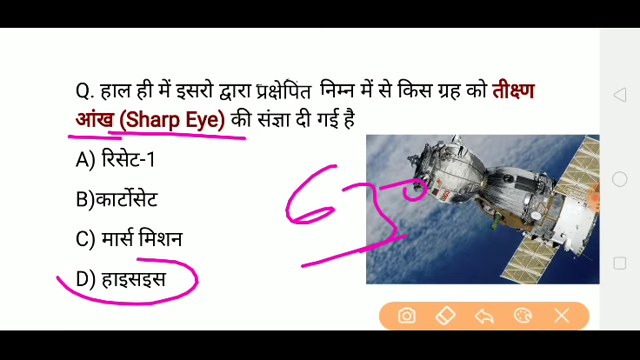 Q. हाल ही में इसरो द्वारा प्रक्षेपित निम्न में से किस ग्रह को तीक्ष्ण
आंख (Sharp Eye) की संज्ञा दी गई है
A) रिसेट-1
B)कार्टोसेट
C) मार्स मिशन
D) हाइसइस